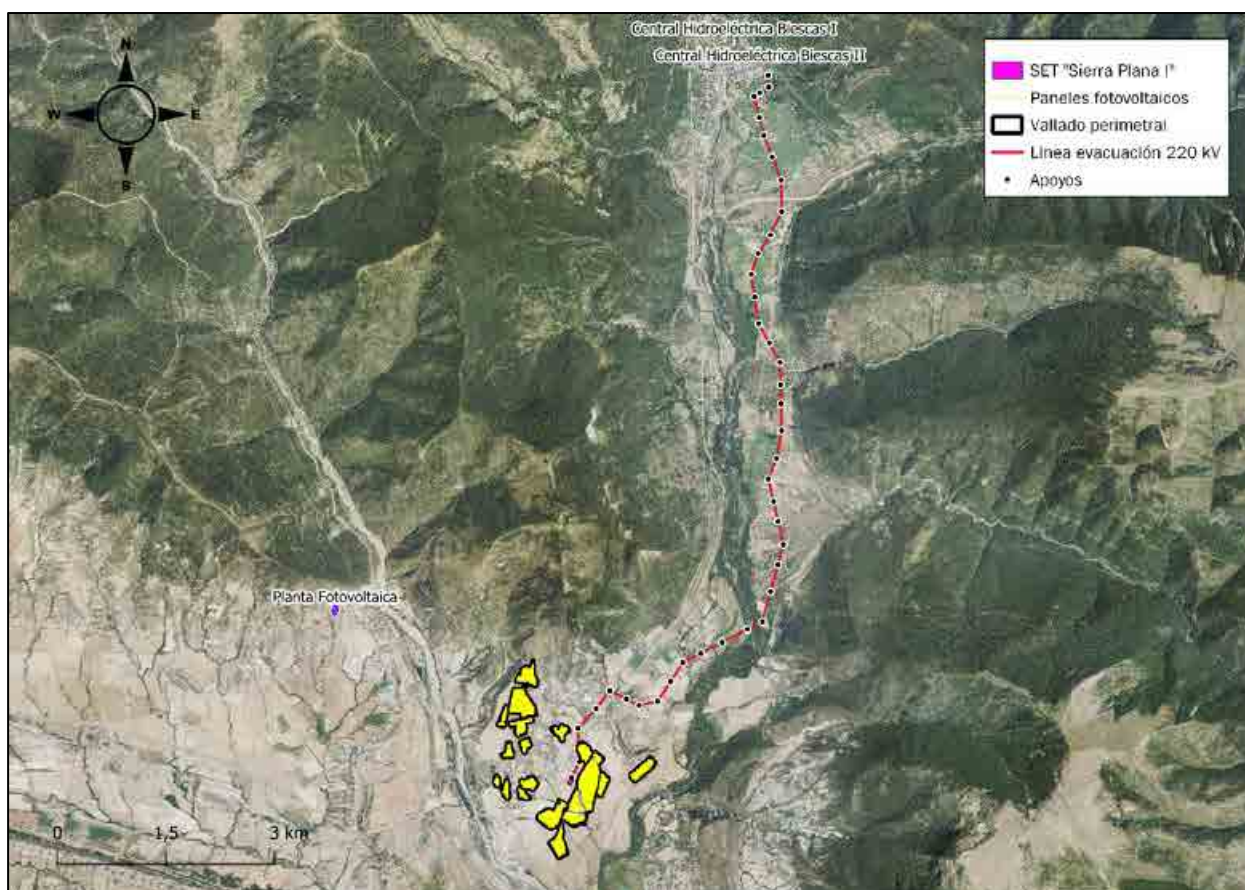 Central Hidroeléctrica Biescas I
Central Hidroeléctrica Biescas II
N
W
E
S
SET "Sierra Plana I"
Paneles fotovoltaicos
Vallado perimetral
Línea evacuación 220 kV
Apoyos
Planta Fotovoltaica
0 1,5 3 km